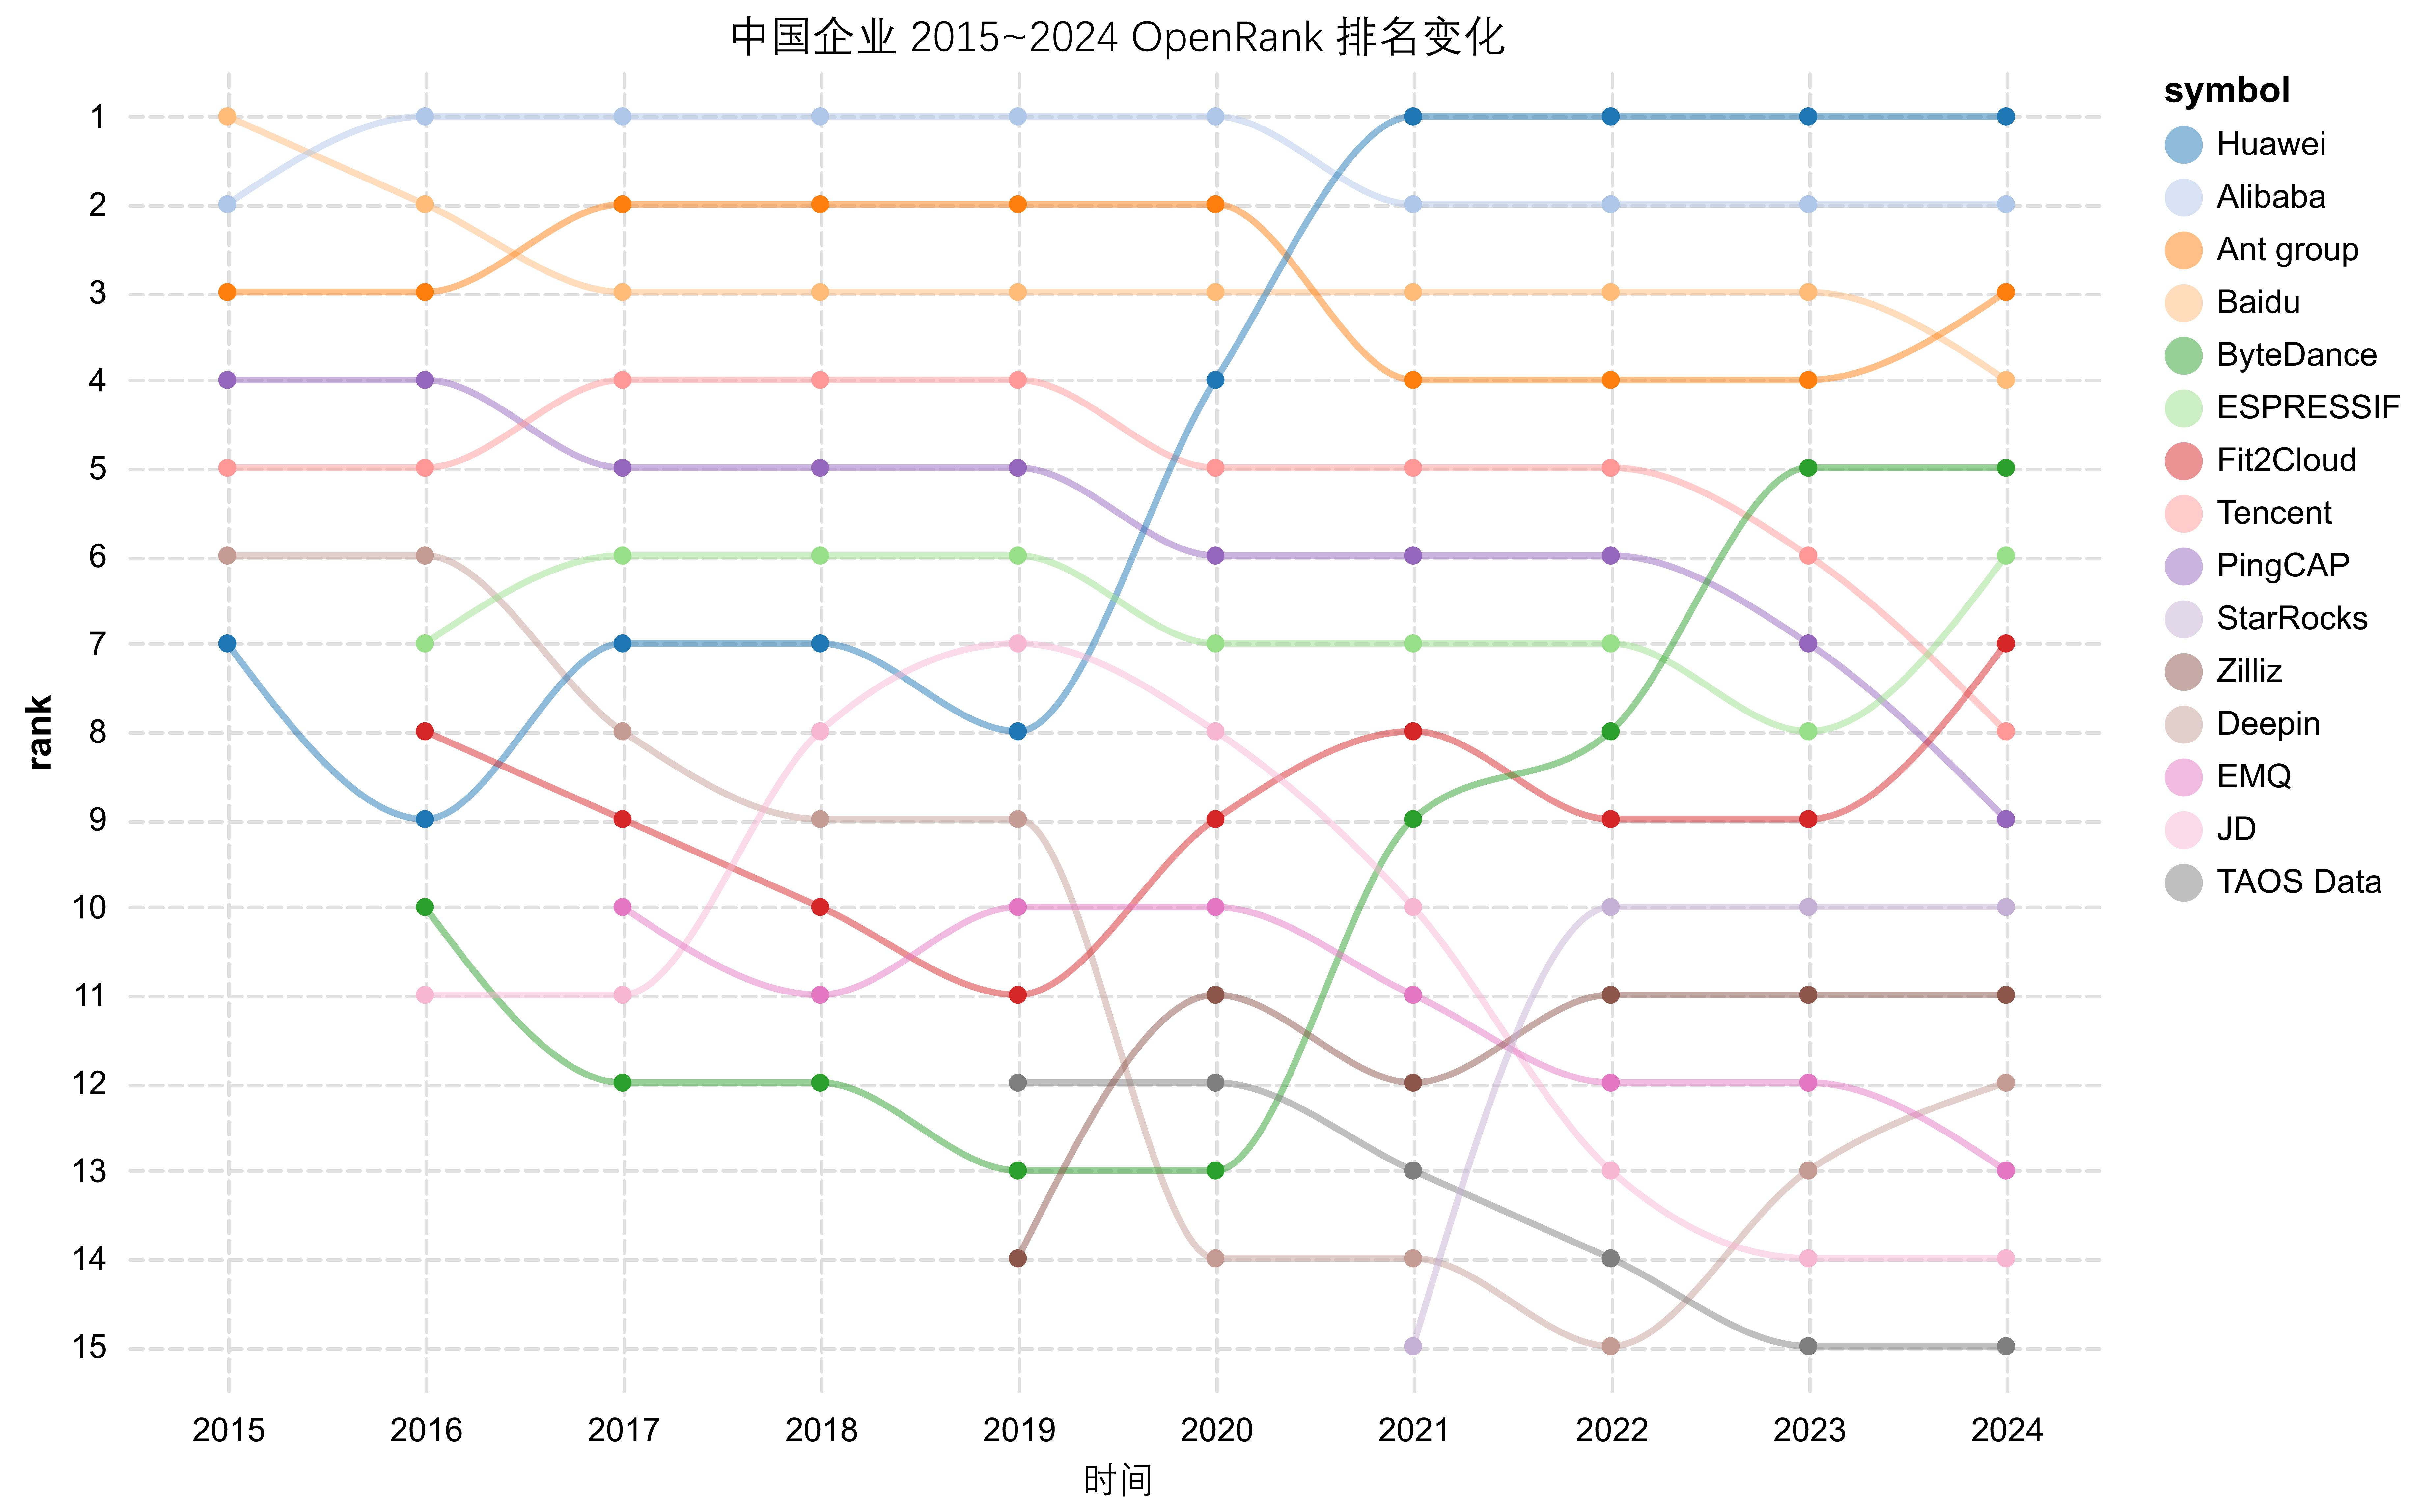 中国企业 2015~2024 OpenRank 排名变化
symbol
Huawei
Alibaba
Ant group
Baidu
ByteDance
ESPRESSIF
Fit2Cloud
Tencent
PingCAP
StarRocks
Zilliz
Deepin
EMQ
JD
TAOS Data
rank
1
2
3
4
5
6
7
8
9
10
11
12
13
14
15
2015 2016 2017 2018 2019 2020 2021 2022 2023 2024
时间